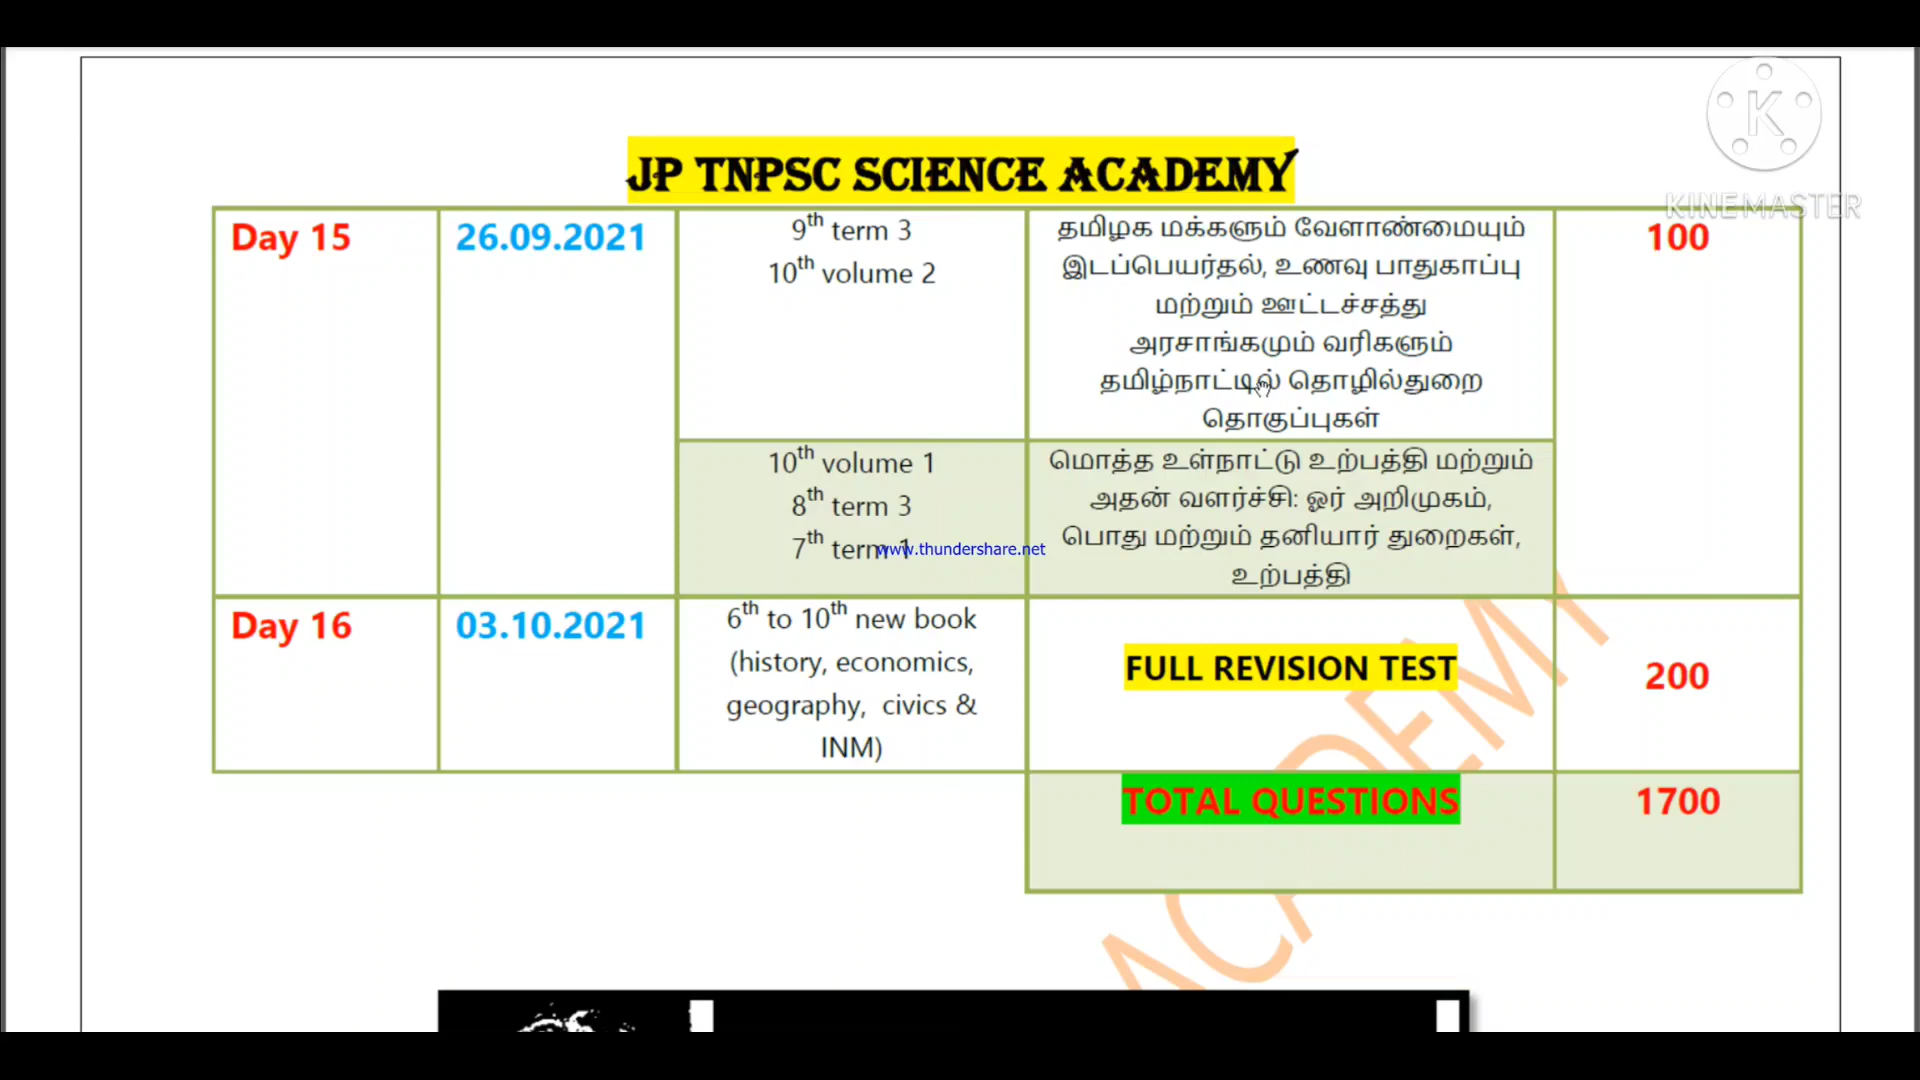 K
KINEMASTER
JP TNPSC SCIENCE ACADEMY
Day 15
26.09.2021
9th term 3
10th volume 2
தமிழக மக்களும் வேளாண்மையும்
இடப்பெயர்தல், உணவு பாதுகாப்பு
மற்றும் ஊட்டச்சத்து
அரசாங்கமும் வரிகளும்
தமிழ்நாட்டில் தொழில்துறை
தொகுப்புகள்
100
10th volume 1
8th term 3
7th term 1
www.thundershare.net
மொத்த உள்நாட்டு உற்பத்தி மற்றும்
அதன் வளர்ச்சி: ஓர் அறிமுகம்,
பொது மற்றும் தனியார் துறைகள்,
உற்பத்தி
Day 16
03.10.2021
6th to 10th new book
(history, economics,
geography, civics &
INM)
FULL REVISION TEST
200
TOTAL QUESTIONS
1700
ACADEMY
ACADEMY